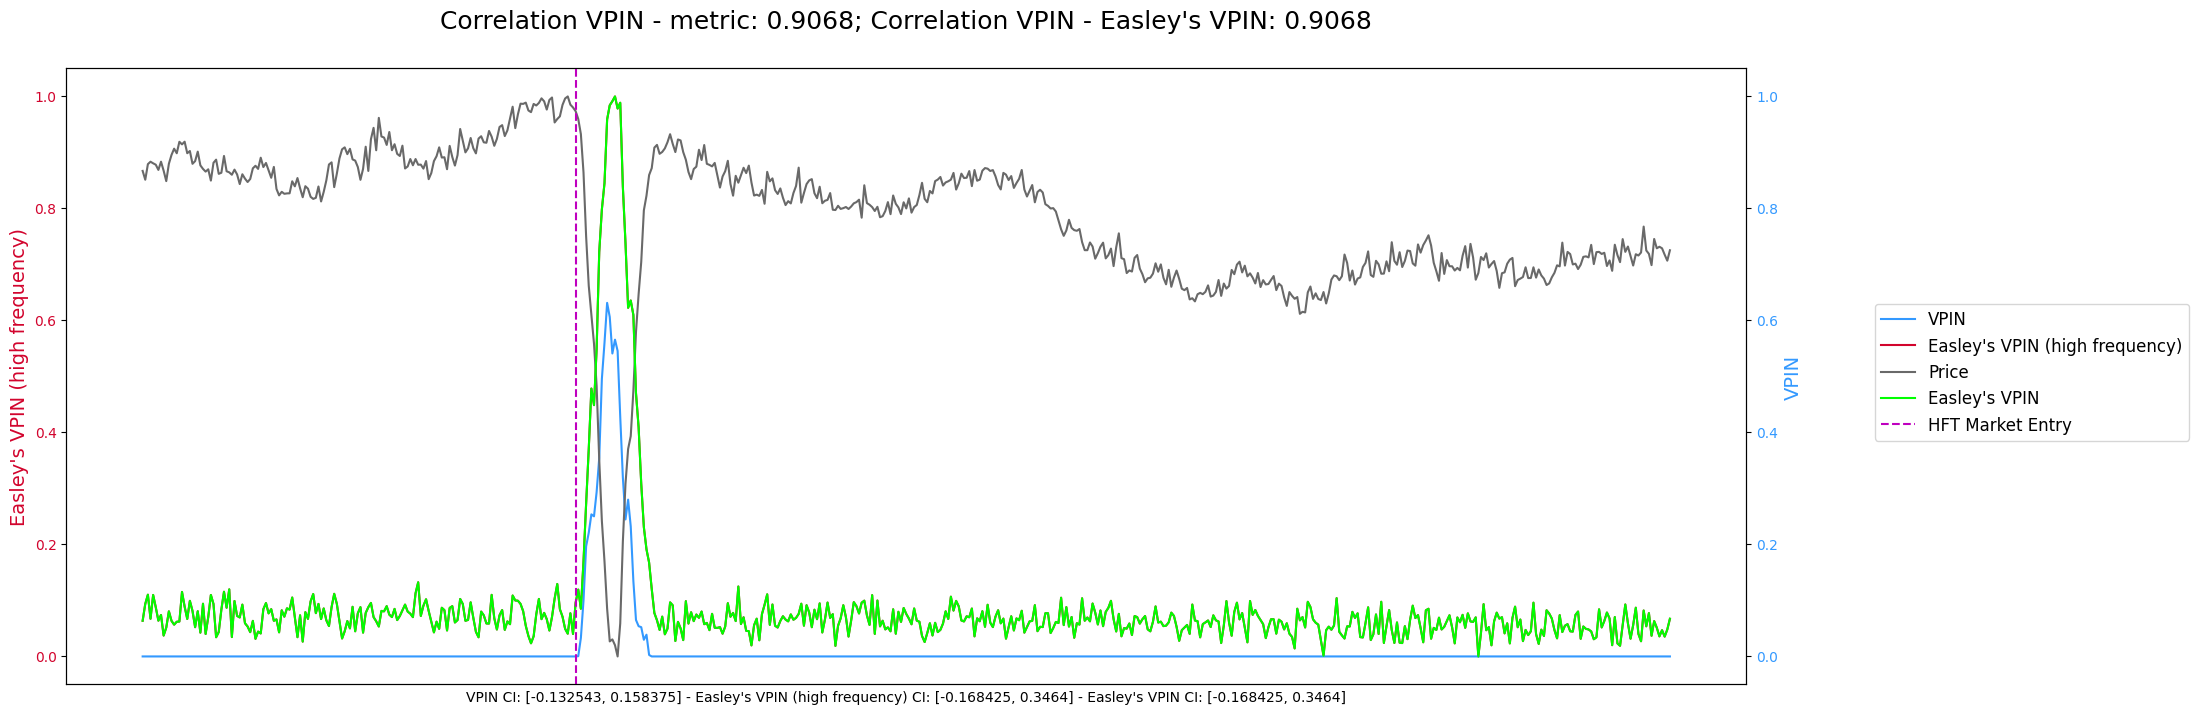 Correlation VPIN - metric: 0.9068; Correlation VPIN - Easley's VPIN: 0.9068
Easley's VPIN (high frequency)
1.0
0.8
0.6
0.4
0.2
0.0
1.0
0.8
0.6
0.4
0.2
0.0
VPIN
VPIN
Easley's VPIN (high frequency)
Price
Easley's VPIN
HFT Market Entry
VPIN CI: [-0.132543, 0.158375] - Easley's VPIN (high frequency) CI: [-0.168425, 0.3464] - Easley's VPIN CI: [-0.168425, 0.3464]